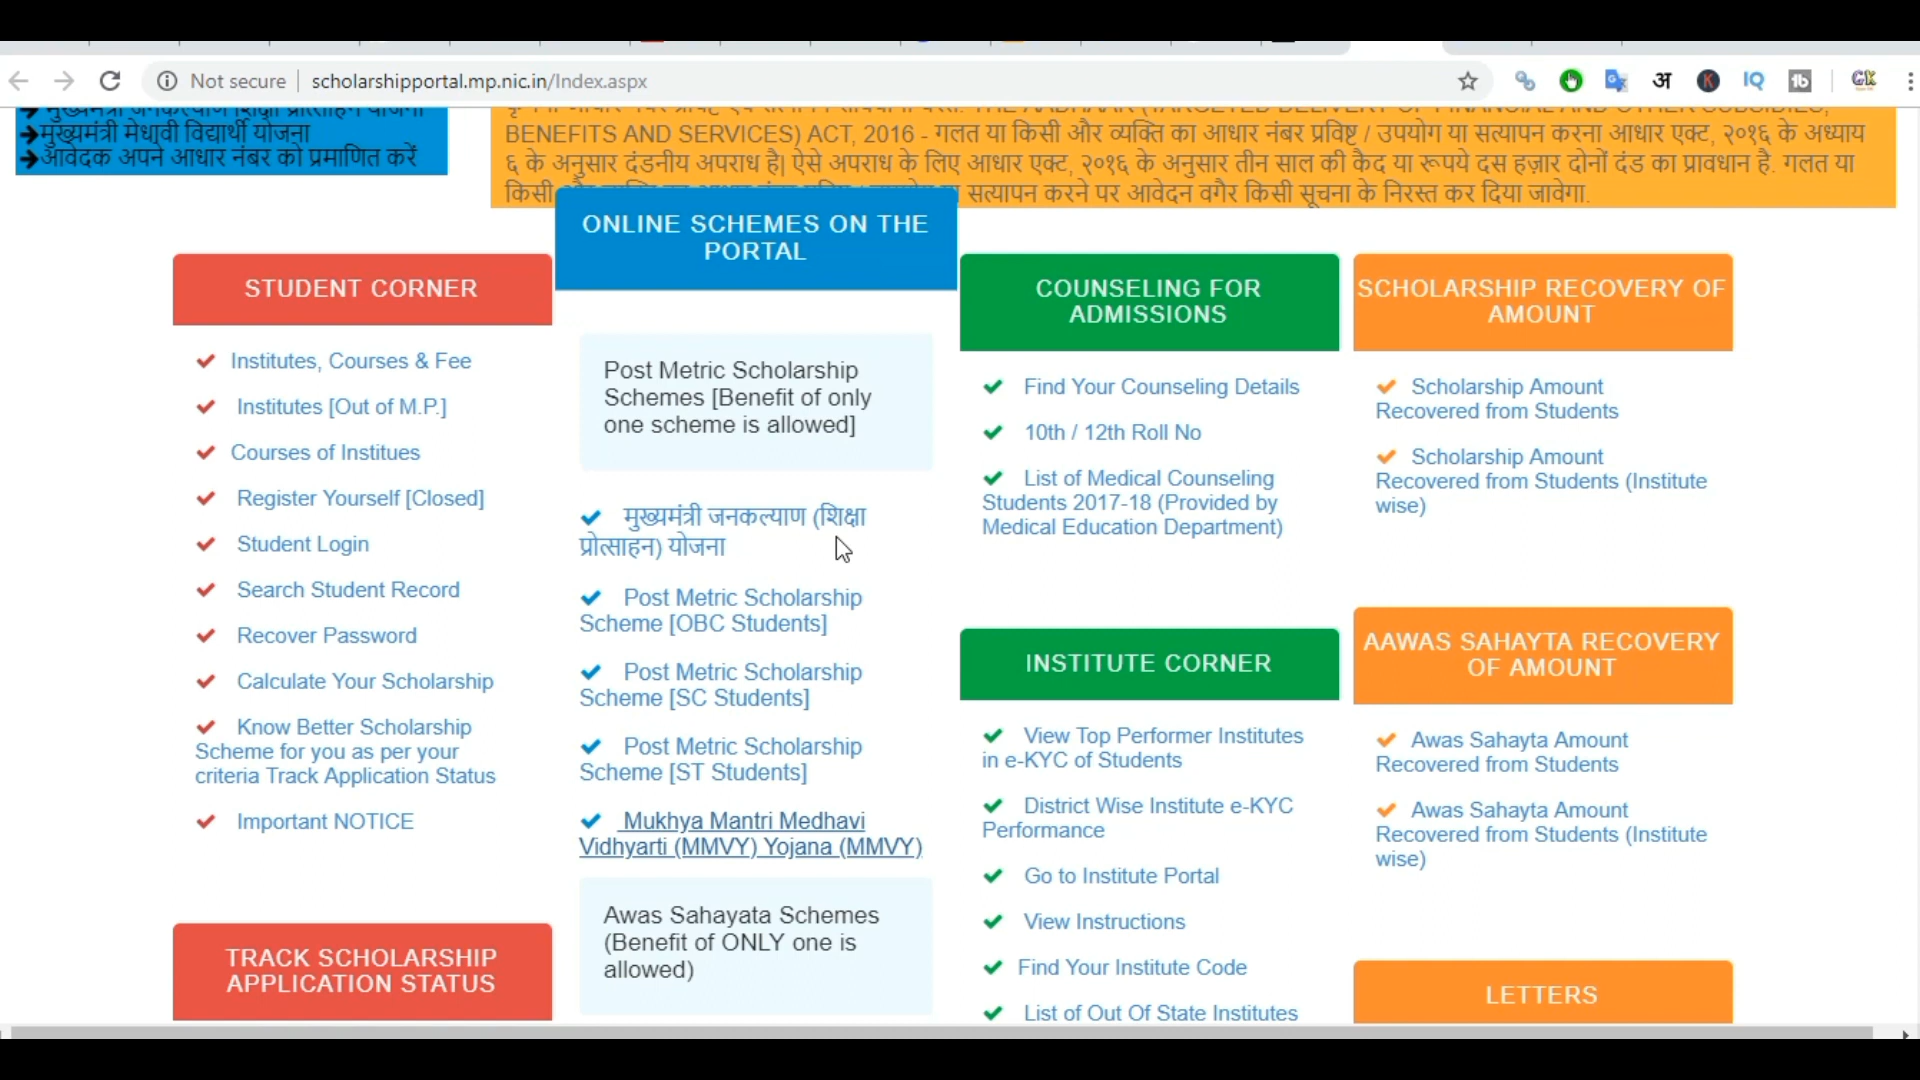 Not secure
scholarshipportal.mp.nic.in/Index.aspx
मुख्यमंत्री जनकल्याण शिक्षा प्रोत्साहन योजना
मुख्यमंत्री मेधावी विद्यार्थी योजना
आवेदक अपने आधार नंबर को प्रमाणित करें
BENEFITS AND SERVICES) ACT, 2016 - गलत या किसी और व्यक्ति का आधार नंबर प्रविष्ट / उपयोग या सत्यापन करना आधार एक्ट, २०१६ के अध्याय
६ के अनुसार दंडनीय अपराध है| ऐसे अपराध के लिए आधार एक्ट, २०१६ के अनुसार तीन साल की कैद या रूपये दस हज़ार दोनों दंड का प्रावधान है. गलत या
किसी
सत्यापन करने पर आवेदन वगैर किसी सूचना के निरस्त कर दिया जावेगा.
STUDENT CORNER
Institutes, Courses & Fee
Institutes [Out of M.P.]
Courses of Institues
Register Yourself [Closed]
Student Login
Search Student Record
Recover Password
Calculate Your Scholarship
Know Better Scholarship
Scheme for you as per your
criteria Track Application Status
Important NOTICE
TRACK SCHOLARSHIP
APPLICATION STATUS
ONLINE SCHEMES ON THE
PORTAL
Post Metric Scholarship
Schemes [Benefit of only
one scheme is allowed]
मुख्यमंत्री जनकल्याण (शिक्षा
प्रोत्साहन) योजना
Post Metric Scholarship
Scheme [OBC Students]
Post Metric Scholarship
Scheme [SC Students]
Post Metric Scholarship
Scheme [ST Students]
Mukhya Mantri Medhavi
Vidhyarti (MMVY) Yojana (MMVY)
Awas Sahayata Schemes
(Benefit of ONLY one is
allowed)
COUNSELING FOR
ADMISSIONS
Find Your Counseling Details
10th / 12th Roll No
List of Medical Counseling
Students 2017-18 (Provided by
Medical Education Department)
INSTITUTE CORNER
View Top Performer Institutes
in e-KYC of Students
District Wise Institute e-KYC
Performance
Go to Institute Portal
View Instructions
Find Your Institute Code
List of Out Of State Institutes
SCHOLARSHIP RECOVERY OF
AMOUNT
Scholarship Amount
Recovered from Students
Scholarship Amount
Recovered from Students (Institute
wise)
AAWAS SAHAYTA RECOVERY
OF AMOUNT
Awas Sahayta Amount
Recovered from Students
Awas Sahayta Amount
Recovered from Students (Institute
wise)
LETTERS